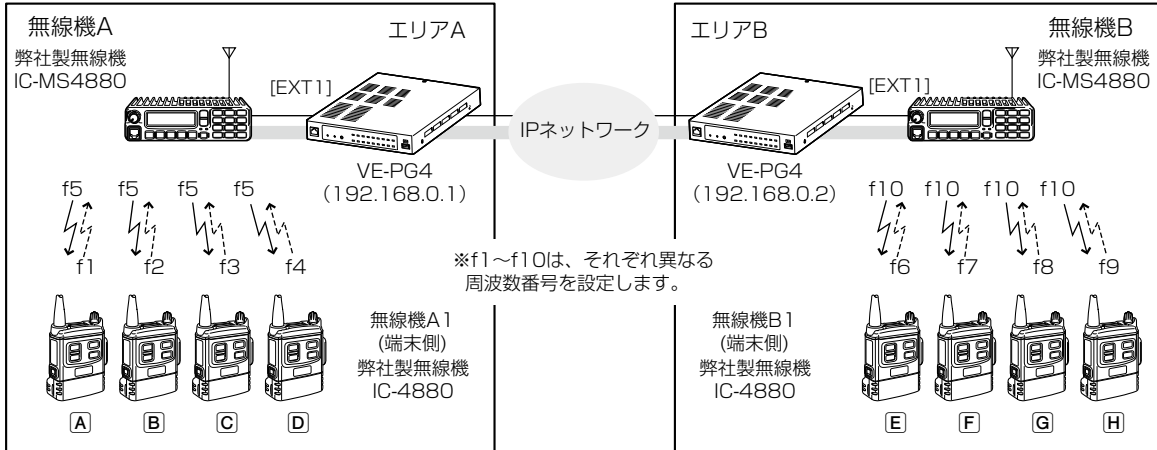 無線機A
エリアA
弊社製無線機
IC-MS4880
[EXT1]
VE-PG4
(192.168.0.1)
IPネットワーク
エリアB
無線機B
弊社製無線機
IC-MS4880
[EXT1]
VE-PG4
(192.168.0.2)
f5 f5 f5 f5
f1 f2 f3 f4
※f1～f10は、それぞれ異なる
周波数番号を設定します。
f10 f10 f10 f10
f6 f7 f8 f9
無線機A1
(端末側)
弊社製無線機
IC-4880
A B C D
無線機B1
(端末側)
弊社製無線機
IC-4880
E F G H